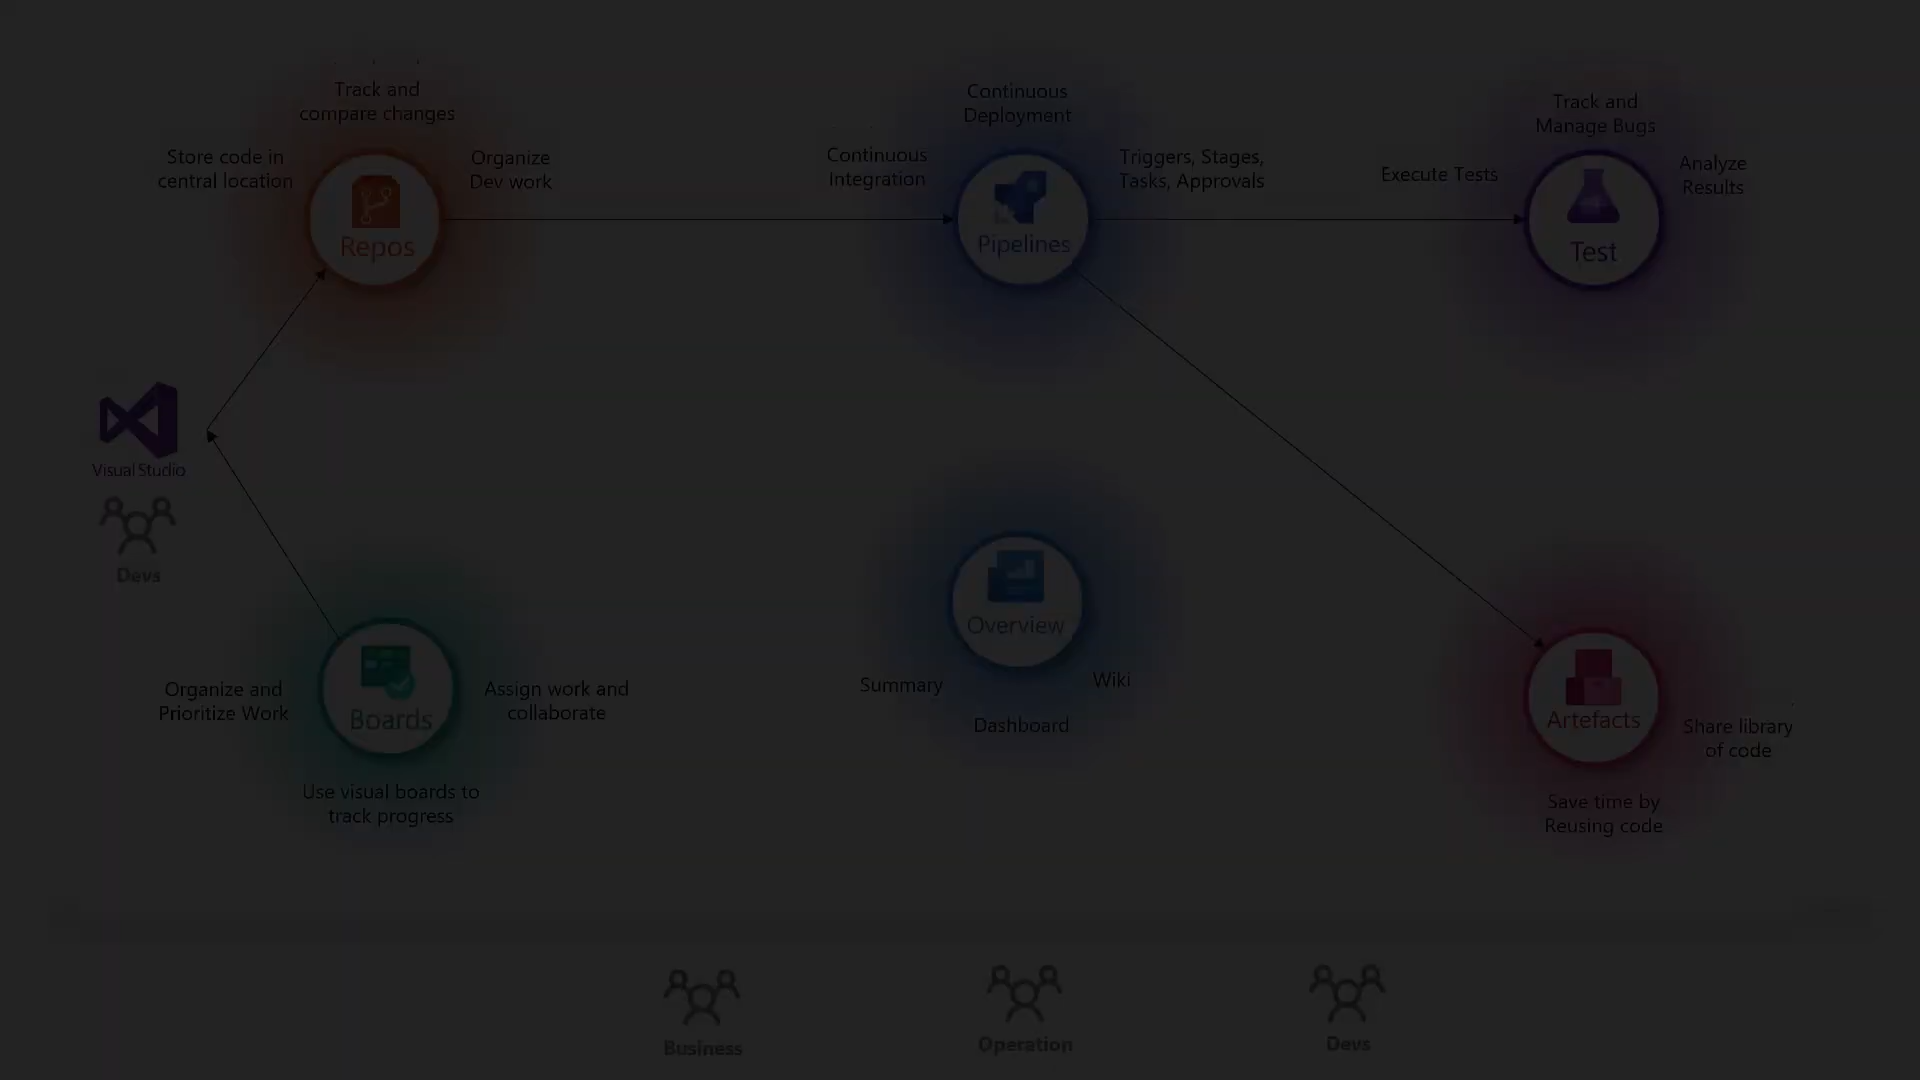 Track and
compare changes
Store code in
central location
Organize
Dev work
Repos
Continuous
Deployment
Continuous
Integration
Triggers, Stages,
Tasks, Approvals
Pipelines
Track and
Manage Bugs
Execute Tests
Analyze
Results
Test
Visual Studio
Devs
Organize and
Prioritize Work
Boards
Assign work and
collaborate
Use visual boards to
track progress
Overview
Summary
Wiki
Dashboard
Artefacts
Share library
of code
Save time by
Reusing code
Business
Operation
Devs